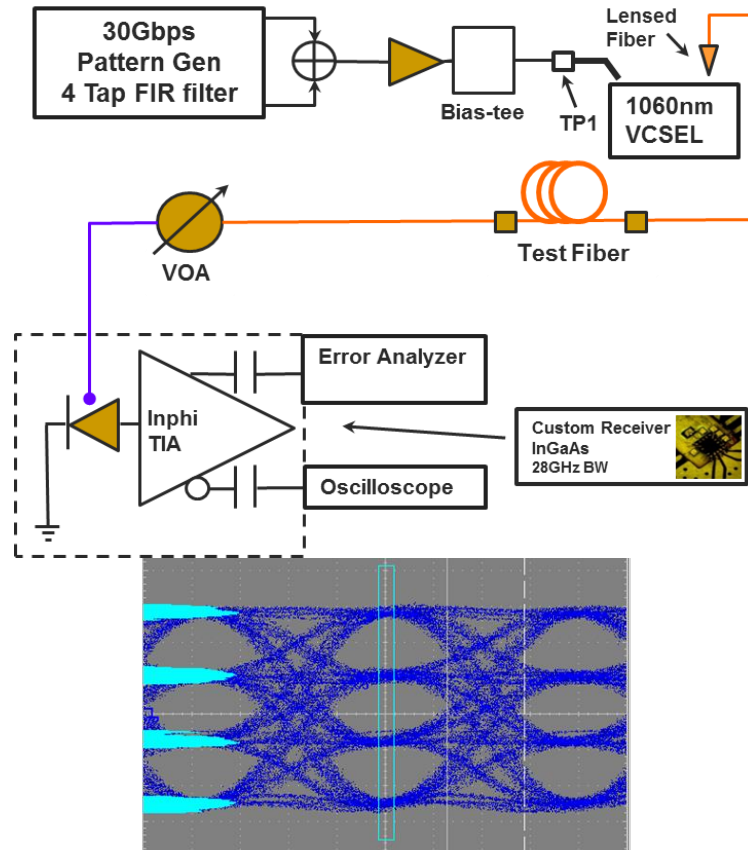 30Gbps
Pattern Gen
4 Tap FIR filter
Bias-tee
TP1
Lensed
Fiber
1060nm
VCSEL
VOA
Test Fiber
Inphi
TIA
Error Analyzer
Oscilloscope
Custom Receiver
InGaAs
28GHz BW